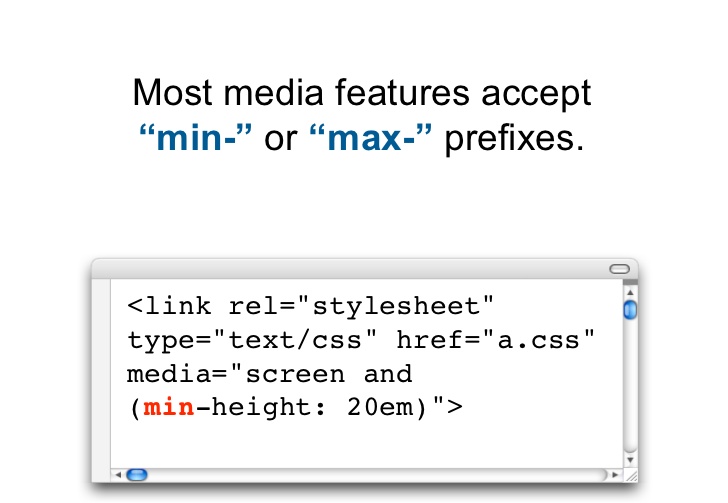 Most media features accept
“min-” or “max-” prefixes.
<link rel="stylesheet"
type="text/css" href="a.css"
media="screen and
(min-height: 20em)">